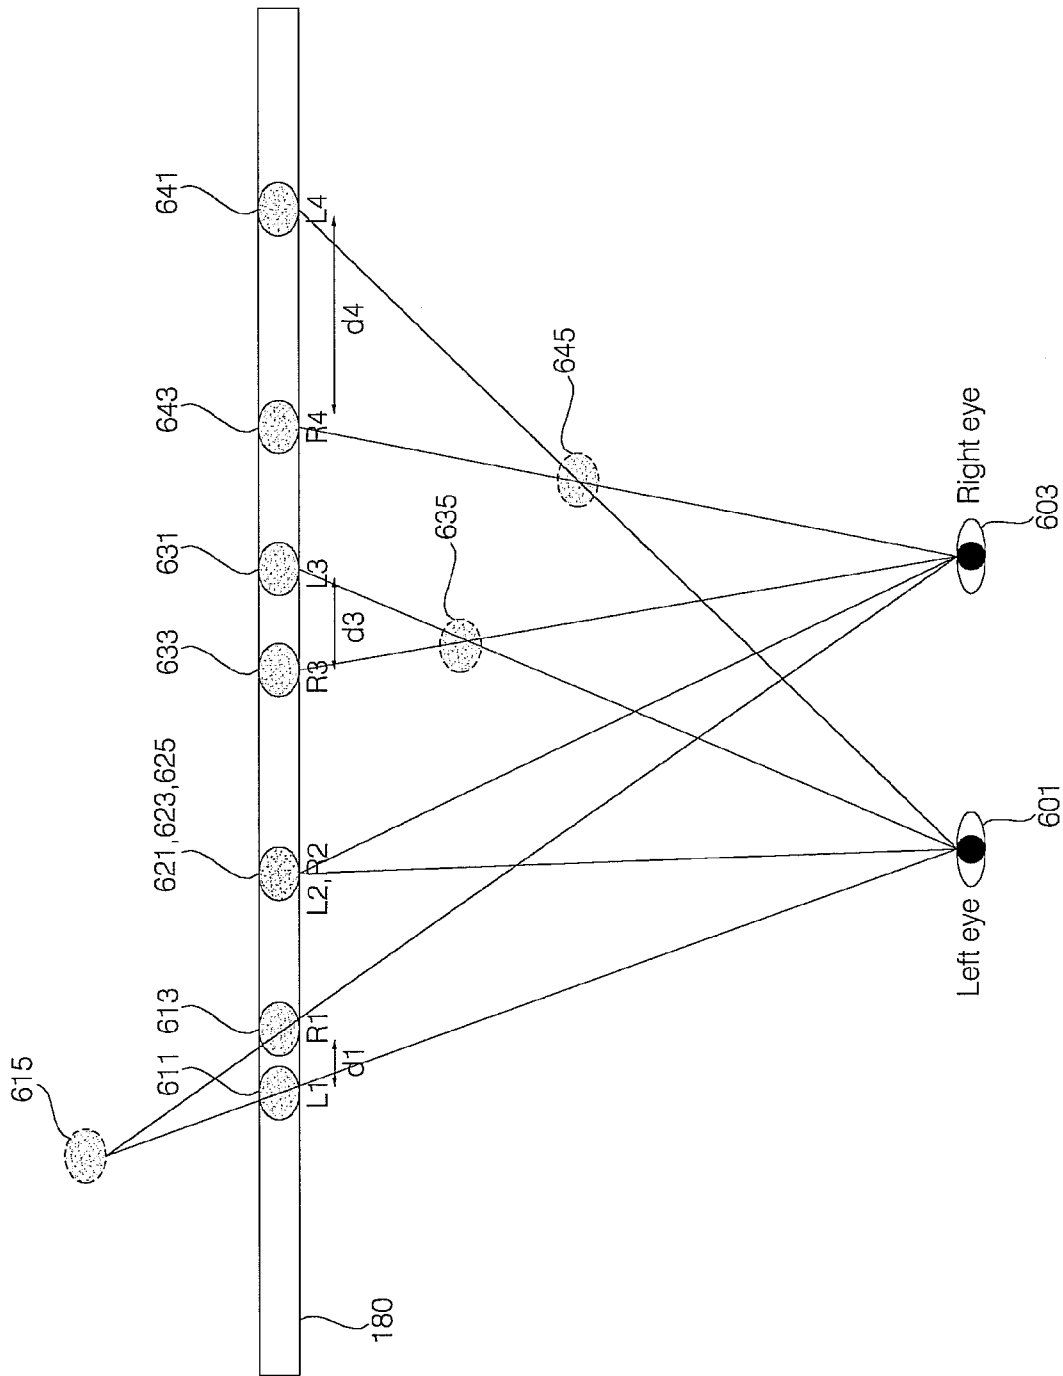 615
611
613
621,623,625
633
631
643
641
L1
R1
L2, R2
R3
L3
R4
L4
d1
d3
d4
180
635
645
Left eye
Right eye
601
603